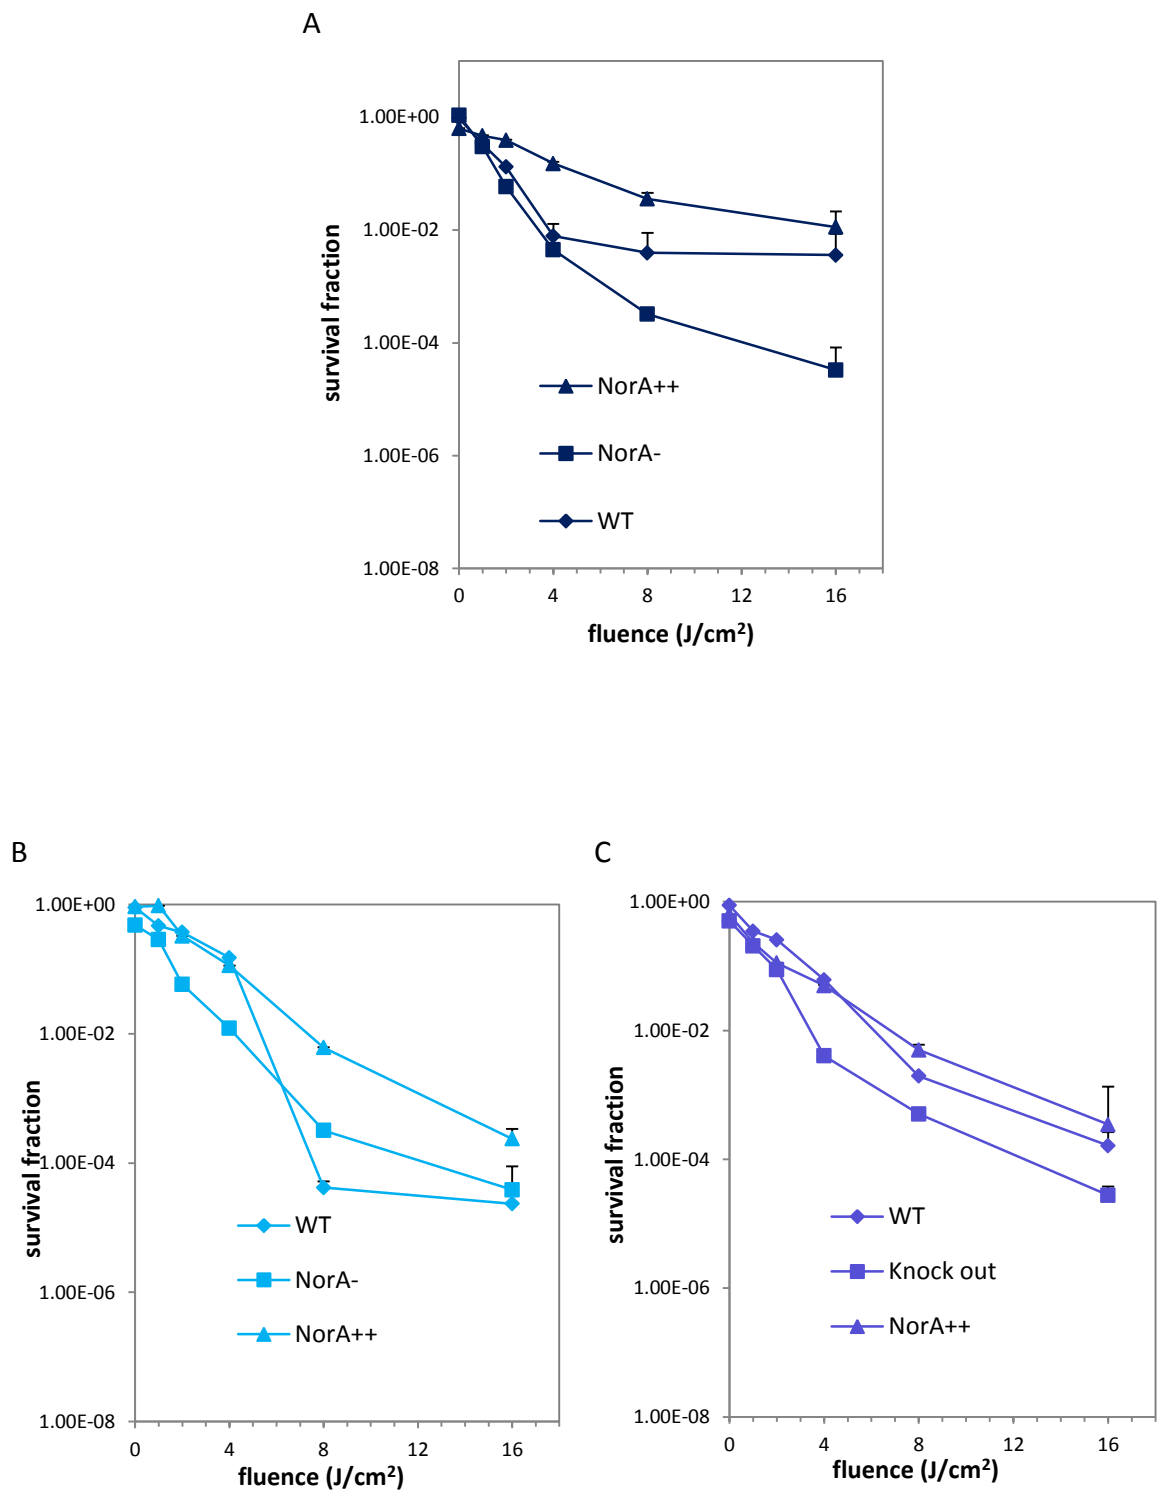 A
1.00E+00
1.00E-02
1.00E-04
1.00E-06
1.00E-08
survival fraction
NorA++
NorA-
WT
0 4 8 12 16
fluence (J/cm²)
B
1.00E+00
1.00E-02
1.00E-04
1.00E-06
1.00E-08
survival fraction
WT
NorA-
NorA++
0 4 8 12 16
fluence (J/cm²)
C
1.00E+00
1.00E-02
1.00E-04
1.00E-06
1.00E-08
survival fraction
WT
Knock out
NorA++
0 4 8 12 16
fluence (J/cm²)